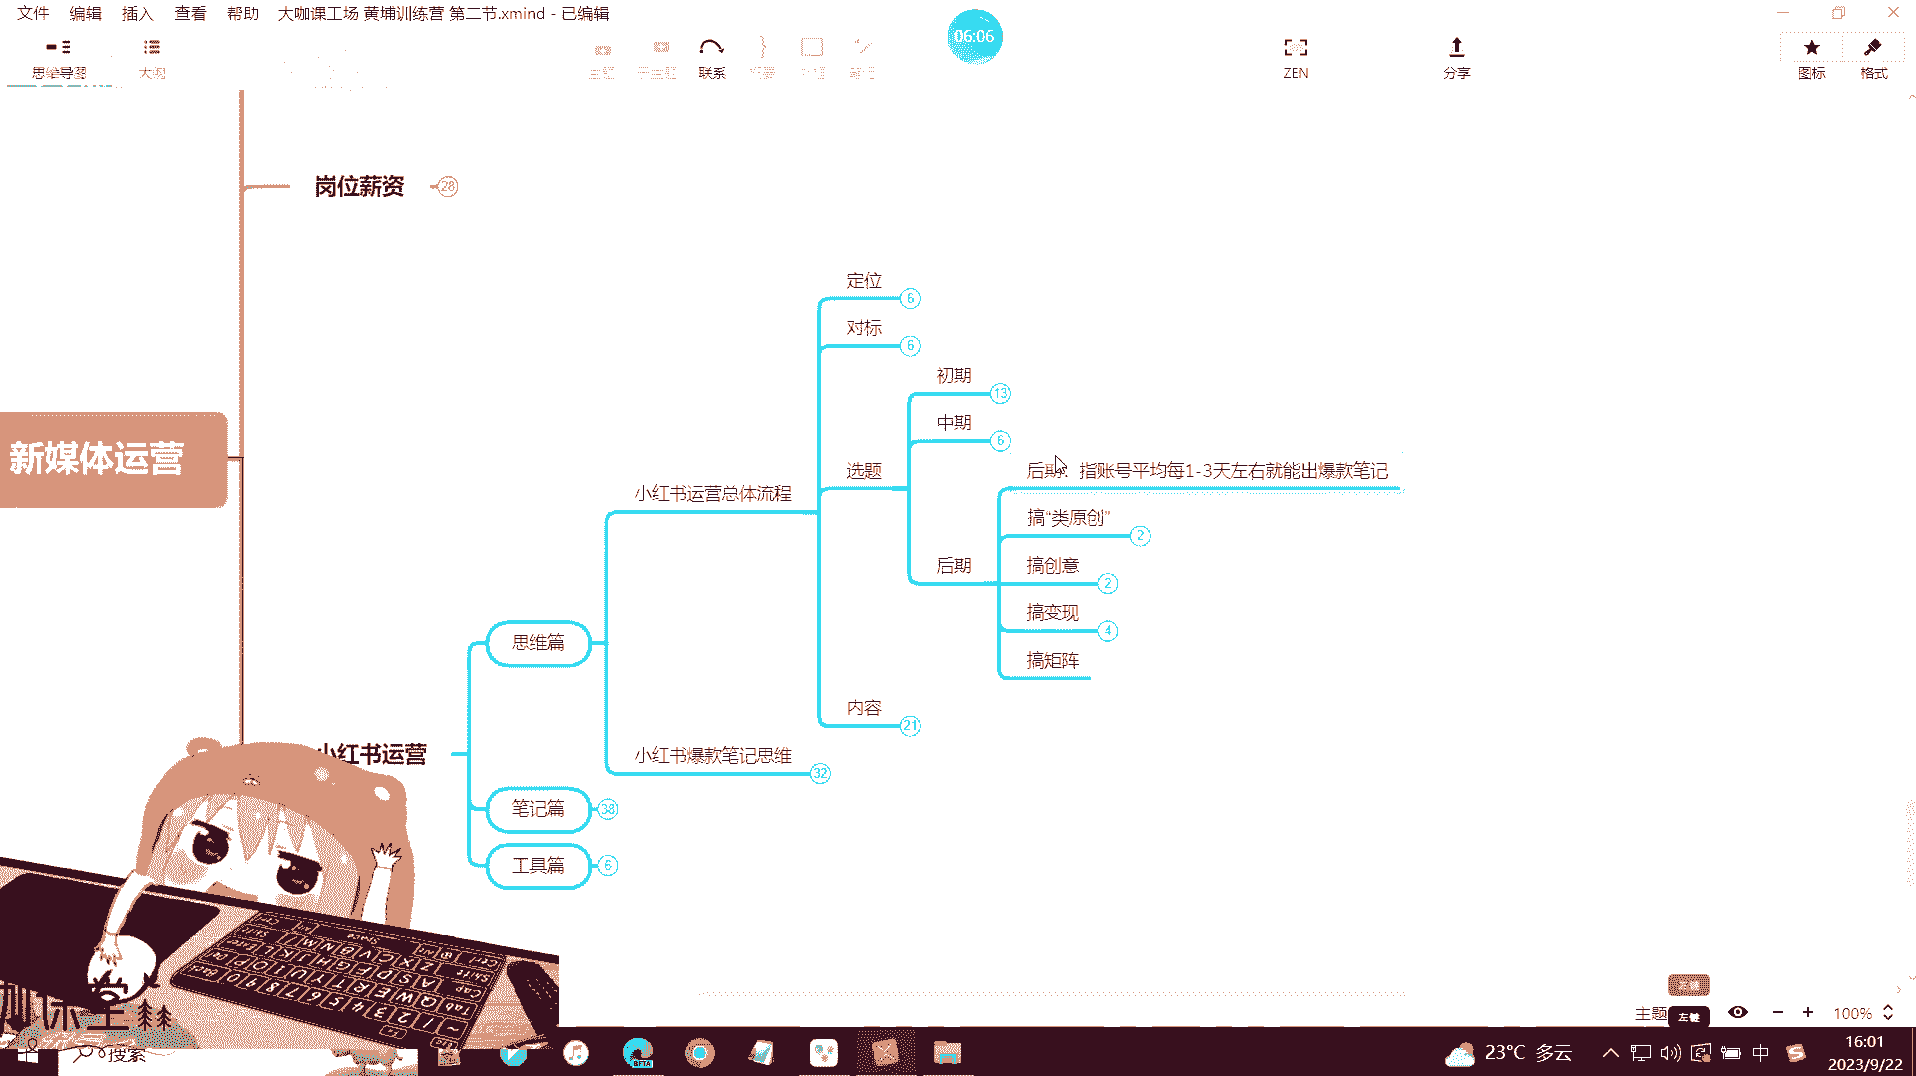 文件 编辑 插入 查看 帮助 大咖课工场 黄埔训练营 第二节.xmind - 已编辑
06:06
思维导图 大纲 联系 ZEN 分享 图标 格式
岗位薪资 28
定位 6
对标 6
初期 13
中期 6
新媒体运营
选题
后期：指账号平均每1-3天左右就能出爆款笔记
小红书运营总体流程
搞“类原创” 2
后期
搞创意 2
搞变现 4
思维篇
搞矩阵
内容 21
小红书运营
小红书爆款笔记思维 32
笔记篇 38
工具篇 6
课堂
主题
左键
100%
搜索
23°C 多云
中
16:01
2023/9/22